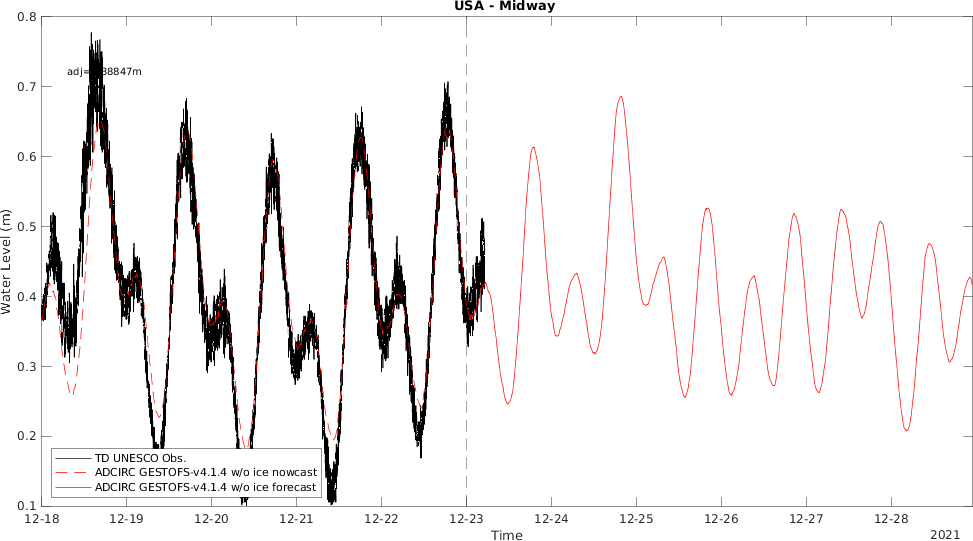 USA - Midway
0.8
0.7
0.6
0.5
0.4
0.3
0.2
0.1
Water Level (m)
TD UNESCO Obs.
ADCIRC GESTOFS-v4.1.4 w/o ice nowcast
ADCIRC GESTOFS-v4.1.4 w/o ice forecast
12-18 12-19 12-20 12-21 12-22 12-23 12-24 12-25 12-26 12-27 12-28
Time
2021